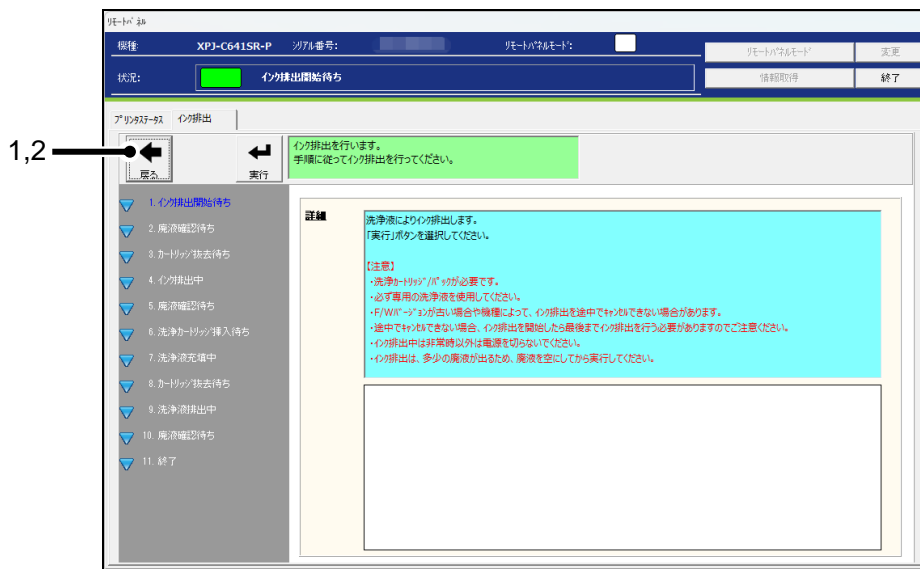 ﾘﾓｰﾄﾊﾟﾈﾙ
機種: XPJ-C641SR-P ｼﾘｱﾙ番号: ﾘﾓｰﾄﾊﾟﾈﾙﾓｰﾄﾞ:
ﾘﾓｰﾄﾊﾟﾈﾙﾓｰﾄﾞ 変更
状況: ｲﾝｸ排出開始待ち
情報取得 終了
ﾌﾟﾘﾝﾀｽﾃｰﾀｽ ｲﾝｸ排出
1,2
戻る 実行
ｲﾝｸ排出を行います。
手順に従ってｲﾝｸ排出を行ってください。
1. ｲﾝｸ排出開始待ち
2. 廃液確認待ち
3. ｶｰﾄﾘｯｼﾞ抜去待ち
4. ｲﾝｸ排出中
5. 廃液確認待ち
6. 洗浄ｶｰﾄﾘｯｼﾞ挿入待ち
7. 洗浄液充填中
8. ｶｰﾄﾘｯｼﾞ抜去待ち
9. 洗浄液排出中
10. 廃液確認待ち
11. 終了
詳細
洗浄液によりｲﾝｸ排出します。
「実行」ボタンを選択してください。
【注意】
・洗浄ｶｰﾄﾘｯｼﾞ/ﾊﾟｯｸが必要です。
・必ず専用の洗浄液を使用してください。
・F/Wﾊﾞｰｼﾞｮﾝが古い場合や機種によって、ｲﾝｸ排出を途中でｷｬﾝｾﾙできない場合があります。
・途中でｷｬﾝｾﾙできない場合、ｲﾝｸ排出を開始したら最後までｲﾝｸ排出を行う必要がありますのでご注意ください。
・ｲﾝｸ排出中は非常時以外は電源を切らないでください。
・ｲﾝｸ排出は、多少の廃液が出るため、廃液を空にしてから実行してください。